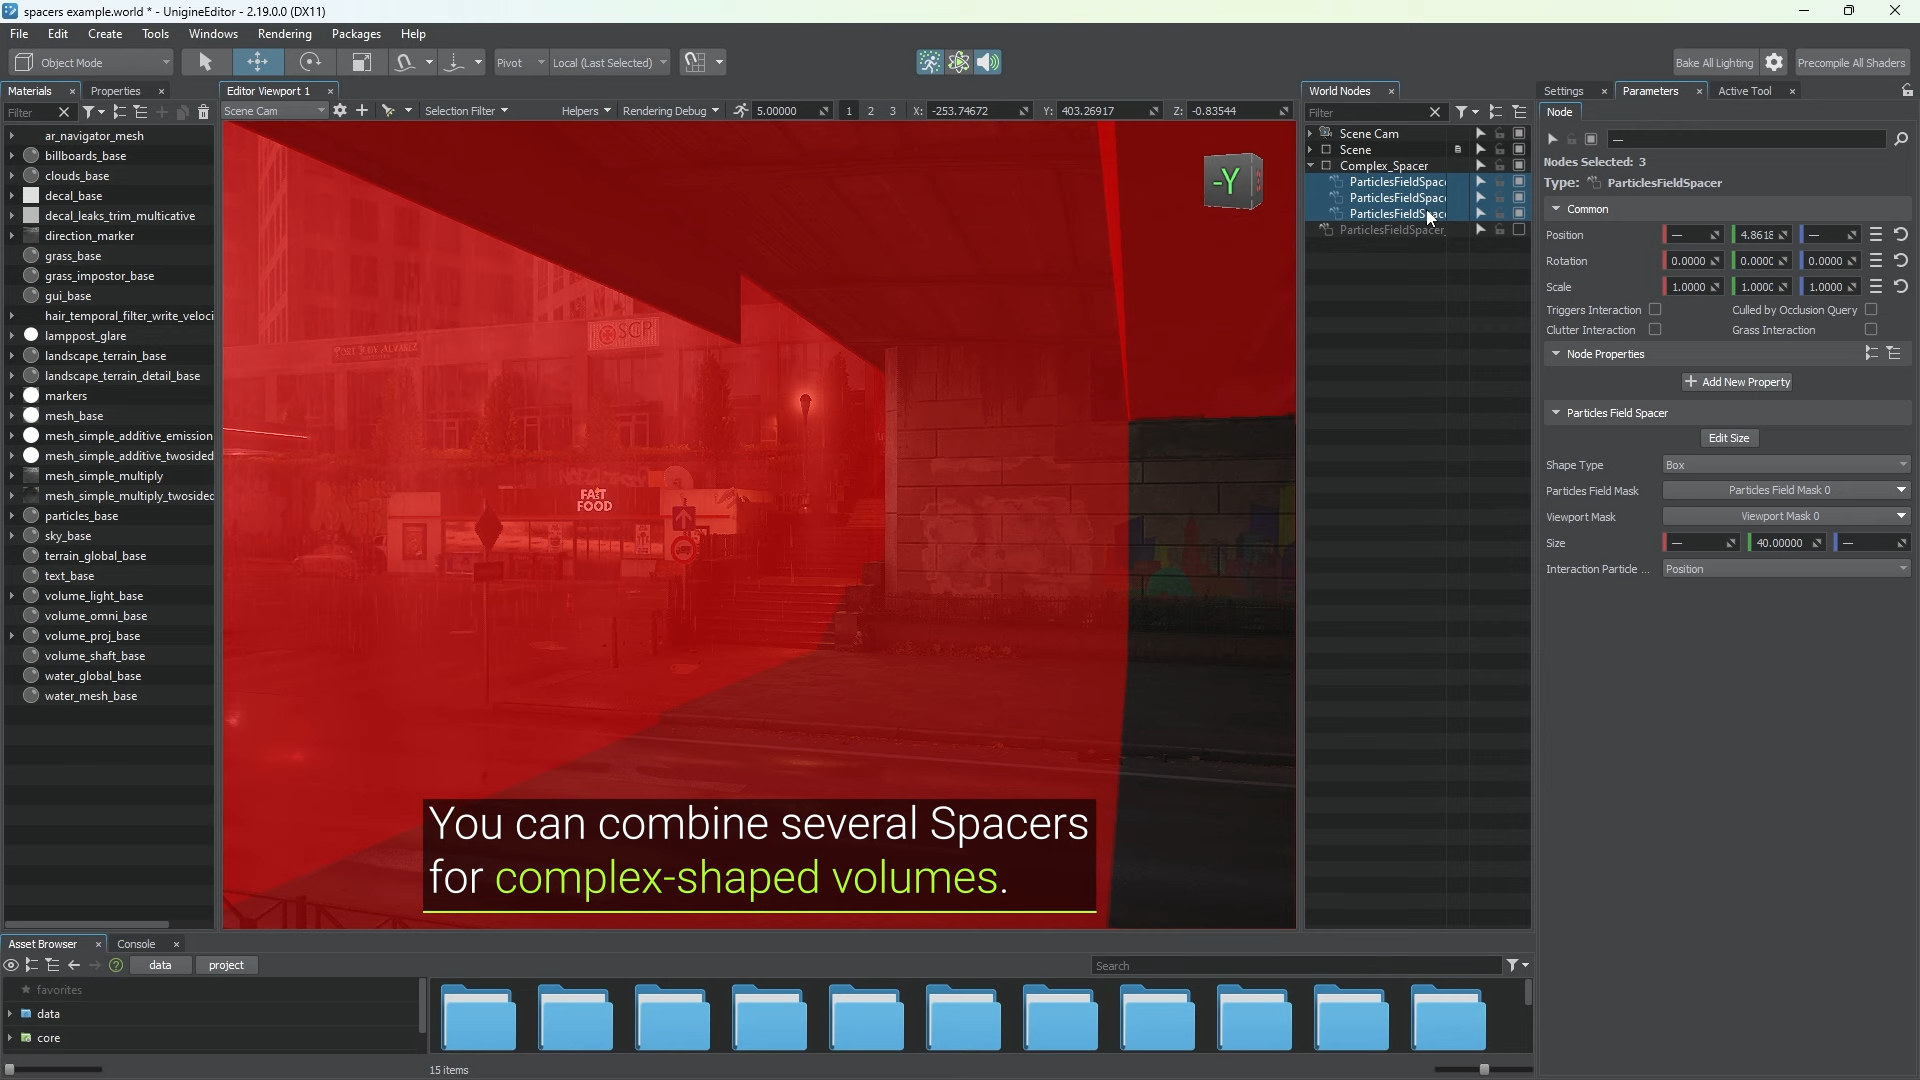 spacers example.world * - UnigineEditor - 2.19.0.0 (DX11)
File Edit Create Tools Windows Rendering Packages Help
Object Mode Pivot Local (Last Selected) Bake All Lighting Precompile All Shaders
Materials Properties
Filter
ar_navigator_mesh
billboards_base
clouds_base
decal_base
decal_leaks_trim_multicative
direction_marker
grass_base
grass_impostor_base
gui_base
hair_temporal_filter_write_veloci
lamppost_glare
landscape_terrain_base
landscape_terrain_detail_base
markers
mesh_base
mesh_simple_additive_emission
mesh_simple_additive_twosided
mesh_simple_multiply
mesh_simple_multiply_twosided
particles_base
sky_base
terrain_global_base
text_base
volume_light_base
volume_omni_base
volume_proj_base
volume_shaft_base
water_global_base
water_mesh_base
Editor Viewport 1
Scene Cam Selection Filter Helpers Rendering Debug 5.00000 1 2 3 X: -253.74672 Y: 403.26917 Z: -0.83544
-Y
SCP
PORT JUDY ALVAREZ
FAST
FOOD
You can combine several Spacers
for complex-shaped volumes.
World Nodes
Filter
Scene Cam
Scene
Complex_Spacer
ParticlesFieldSpac
ParticlesFieldSpac
ParticlesFieldSpac
ParticlesFieldSpacer_
Settings Parameters Active Tool
Node
—
Nodes Selected: 3
Type: ParticlesFieldSpacer
Common
Position — 4.8618 —
Rotation 0.0000 0.0000 0.0000
Scale 1.0000 1.0000 1.0000
Triggers Interaction Culled by Occlusion Query
Clutter Interaction Grass Interaction
Node Properties
+ Add New Property
Particles Field Spacer
Edit Size
Shape Type Box
Particles Field Mask Particles Field Mask 0
Viewport Mask Viewport Mask 0
Size — 40.00000 —
Interaction Particle ... Position
Asset Browser Console
data project Search
favorites
data
core
15 items